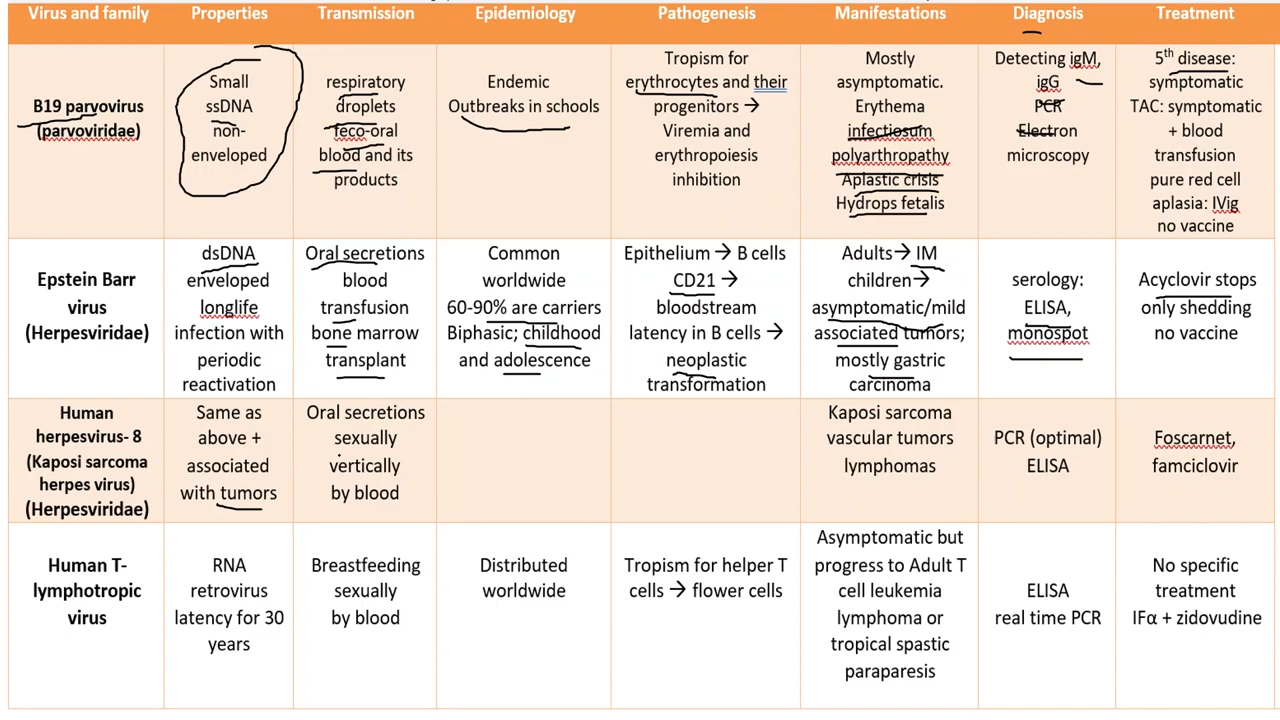 Virus and family Properties Transmission Epidemiology Pathogenesis Manifestations Diagnosis Treatment
B19 parvovirus
(parvoviridae)
Small
ssDNA
non-
enveloped
respiratory
droplets
feco-oral
blood and its
products
Endemic
Outbreaks in schools
Tropism for
erythrocytes and their
progenitors →
Viremia and
erythropoiesis
inhibition
Mostly
asymptomatic.
Erythema
infectiosum
polyarthropathy
Aplastic crisis
Hydrops fetalis
Detecting igM,
igG
PCR
Electron
microscopy
5th disease:
symptomatic
TAC: symptomatic
+ blood
transfusion
pure red cell
aplasia: IVig
no vaccine
Epstein Barr
virus
(Herpesviridae)
dsDNA
enveloped
longlife
infection with
periodic
reactivation
Oral secretions
blood
transfusion
bone marrow
transplant
Common
worldwide
60-90% are carriers
Biphasic; childhood
and adolescence
Epithelium → B cells
CD21 →
bloodstream
latency in B cells →
neoplastic
transformation
Adults→ IM
children→
asymptomatic/mild
associated tumors;
mostly gastric
carcinoma
serology:
ELISA,
monospot
Acyclovir stops
only shedding
no vaccine
Human
herpesvirus- 8
(Kaposi sarcoma
herpes virus)
(Herpesviridae)
Same as
above +
associated
with tumors
Oral secretions
sexually
vertically
by blood
Kaposi sarcoma
vascular tumors
lymphomas
PCR (optimal)
ELISA
Foscarnet,
famciclovir
Human T-
lymphotropic
virus
RNA
retrovirus
latency for 30
years
Breastfeeding
sexually
by blood
Distributed
worldwide
Tropism for helper T
cells → flower cells
Asymptomatic but
progress to Adult T
cell leukemia
lymphoma or
tropical spastic
paraparesis
ELISA
real time PCR
No specific
treatment
IFα + zidovudine